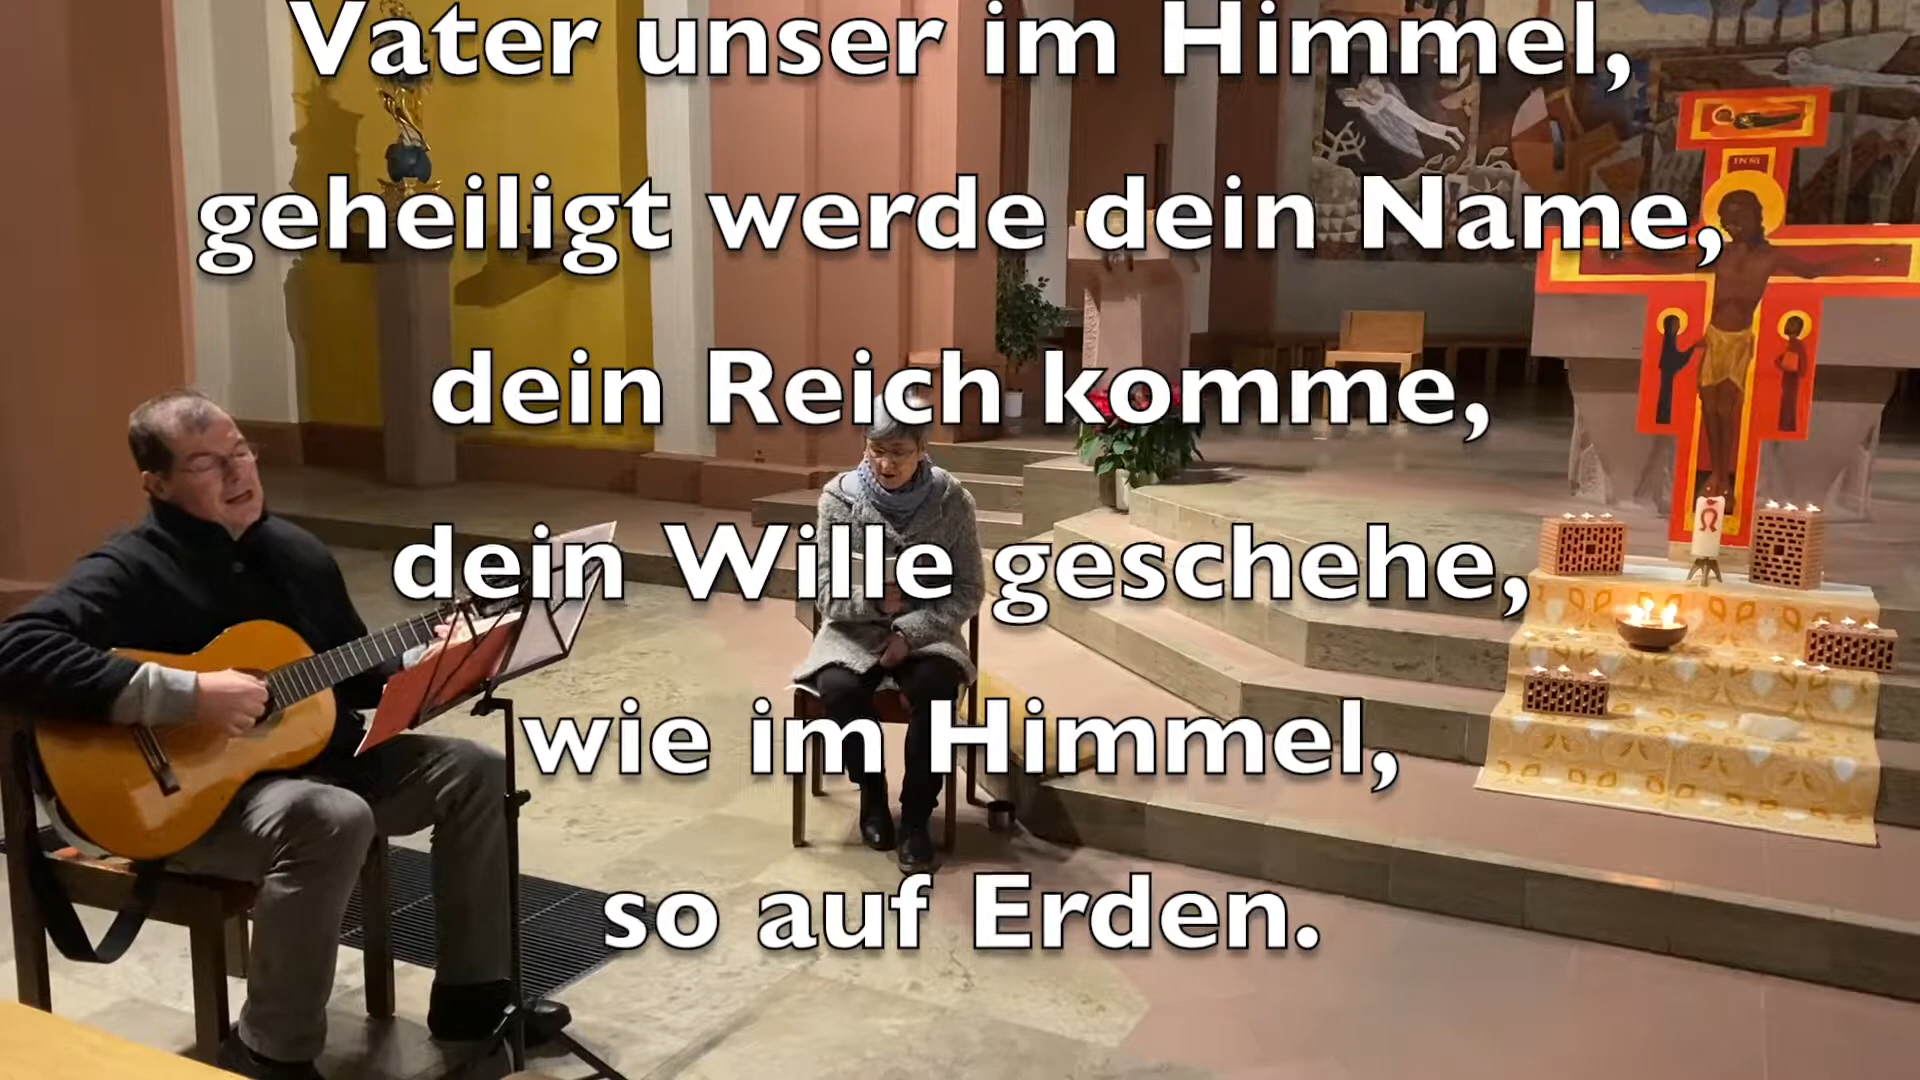 Vater unser im Himmel,
geheiligt werde dein Name,
dein Reich komme,
dein Wille geschehe,
wie im Himmel,
so auf Erden.
INRI